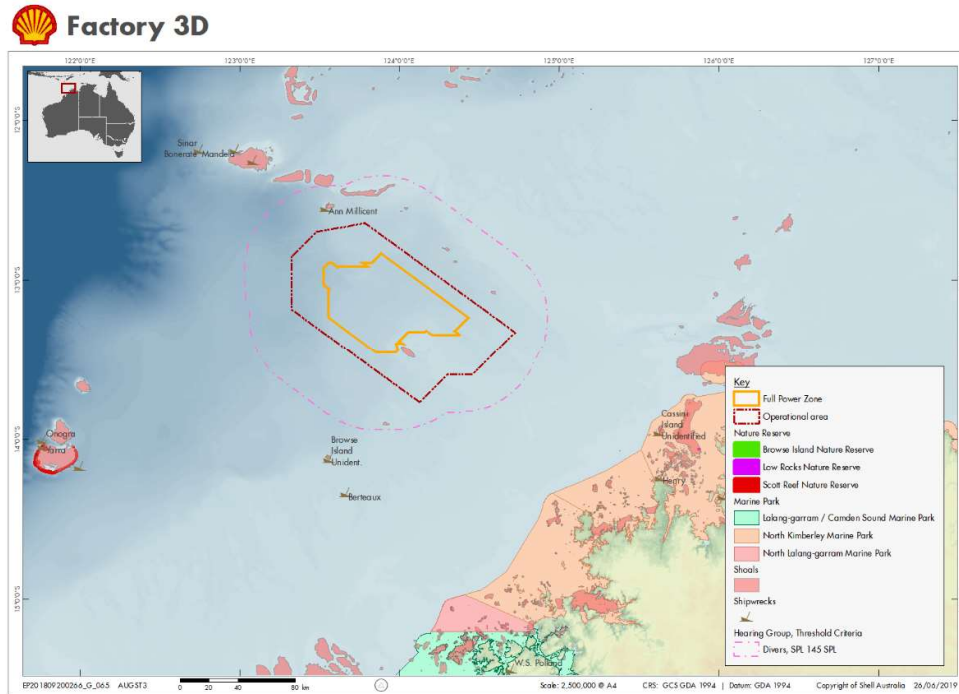 Factory 3D
122°0'0"E
123°0'0"E
124°0'0"E
125°0'0"E
126°0'0"E
127°0'0"E
12°0'0"S
13°0'0"S
14°0'0"S
15°0'0"S
Sinar
Bonerate Mandela
Ann Millicent
Onogra
Yarra
Browse
Island
Unident.
Berteaux
Cassini
Island
Unidentified
Henry
W.S. Polland
Key
Full Power Zone
Operational area
Nature Reserve
Browse Island Nature Reserve
Low Rocks Nature Reserve
Scott Reef Nature Reserve
Marine Park
Lalang-garram / Camden Sound Marine Park
North Kimberley Marine Park
North Lalang-garram Marine Park
Shoals
Shipwrecks
Hearing Group, Threshold Criteria
Divers, SPL 145 SPL
EP201809200266_G_065 AUGST3
0 20 40 80 km
Scale: 2,500,000 @ A4
CRS: GCS GDA 1994 | Datum: GDA 1994
Copyright of Shell Australia 26/06/2019